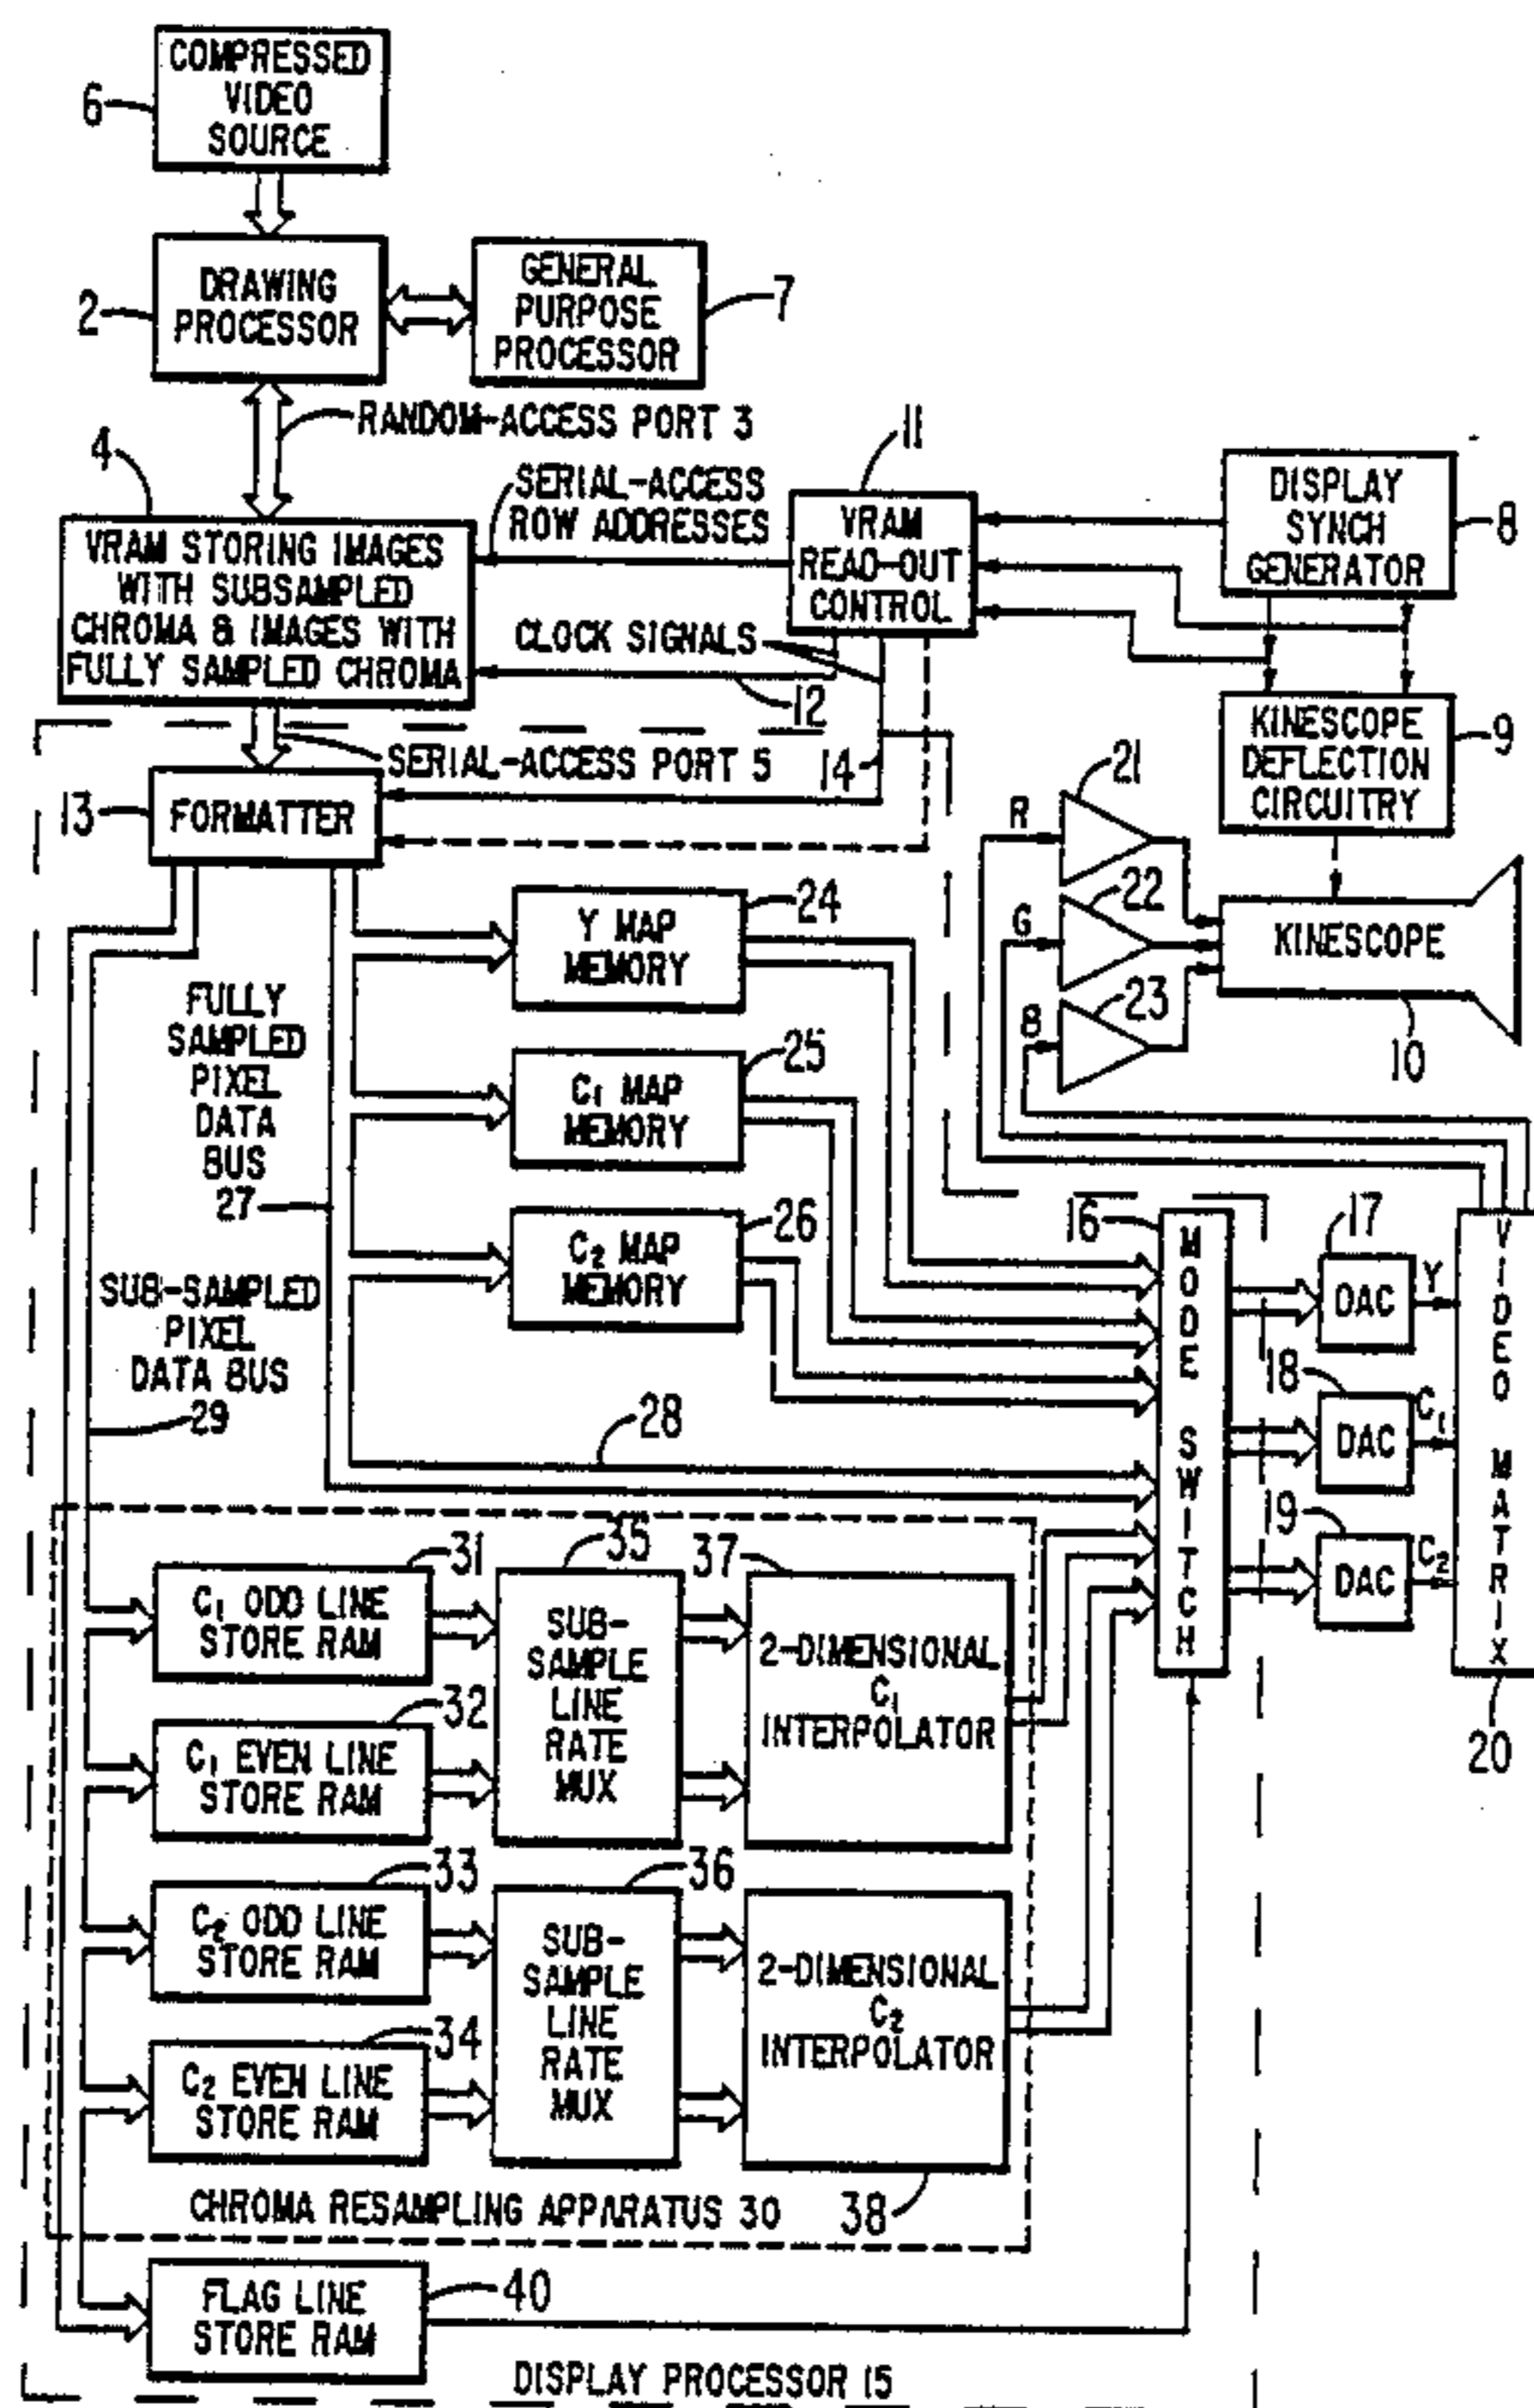 COMPRESSED
VIDEO
SOURCE
6
DRAWING
PROCESSOR
2
GENERAL
PURPOSE
PROCESSOR
7
RANDOM-ACCESS PORT 3
4
VRAM STORING IMAGES
WITH SUBSAMPLED
CHROMA & IMAGES WITH
FULLY SAMPLED CHROMA
SERIAL-ACCESS
ROW ADDRESSES
11
VRAM
READ-OUT
CONTROL
CLOCK SIGNALS
12
14
DISPLAY
SYNCH
GENERATOR
8
KINESCOPE
DEFLECTION
CIRCUITRY
9
SERIAL-ACCESS PORT 5
13
FORMATTER
R
21
G
22
B
23
KINESCOPE
10
Y MAP
MEMORY
24
C1 MAP
MEMORY
25
C2 MAP
MEMORY
26
FULLY
SAMPLED
PIXEL
DATA
BUS
27
SUB-SAMPLED
PIXEL
DATA BUS
29
28
16
MODE SWITCH
17
DAC
Y
18
DAC
C1
19
DAC
C2
VIDEO MATRIX
20
31
C1 ODD LINE
STORE RAM
32
C1 EVEN LINE
STORE RAM
33
C2 ODD LINE
STORE RAM
34
C2 EVEN LINE
STORE RAM
35
SUB-
SAMPLE
LINE
RATE
MUX
36
SUB-
SAMPLE
LINE
RATE
MUX
37
2-DIMENSIONAL
C1
INTERPOLATOR
2-DIMENSIONAL
C2
INTERPOLATOR
38
CHROMA RESAMPLING APPARATUS 30
FLAG LINE
STORE RAM
40
DISPLAY PROCESSOR 15